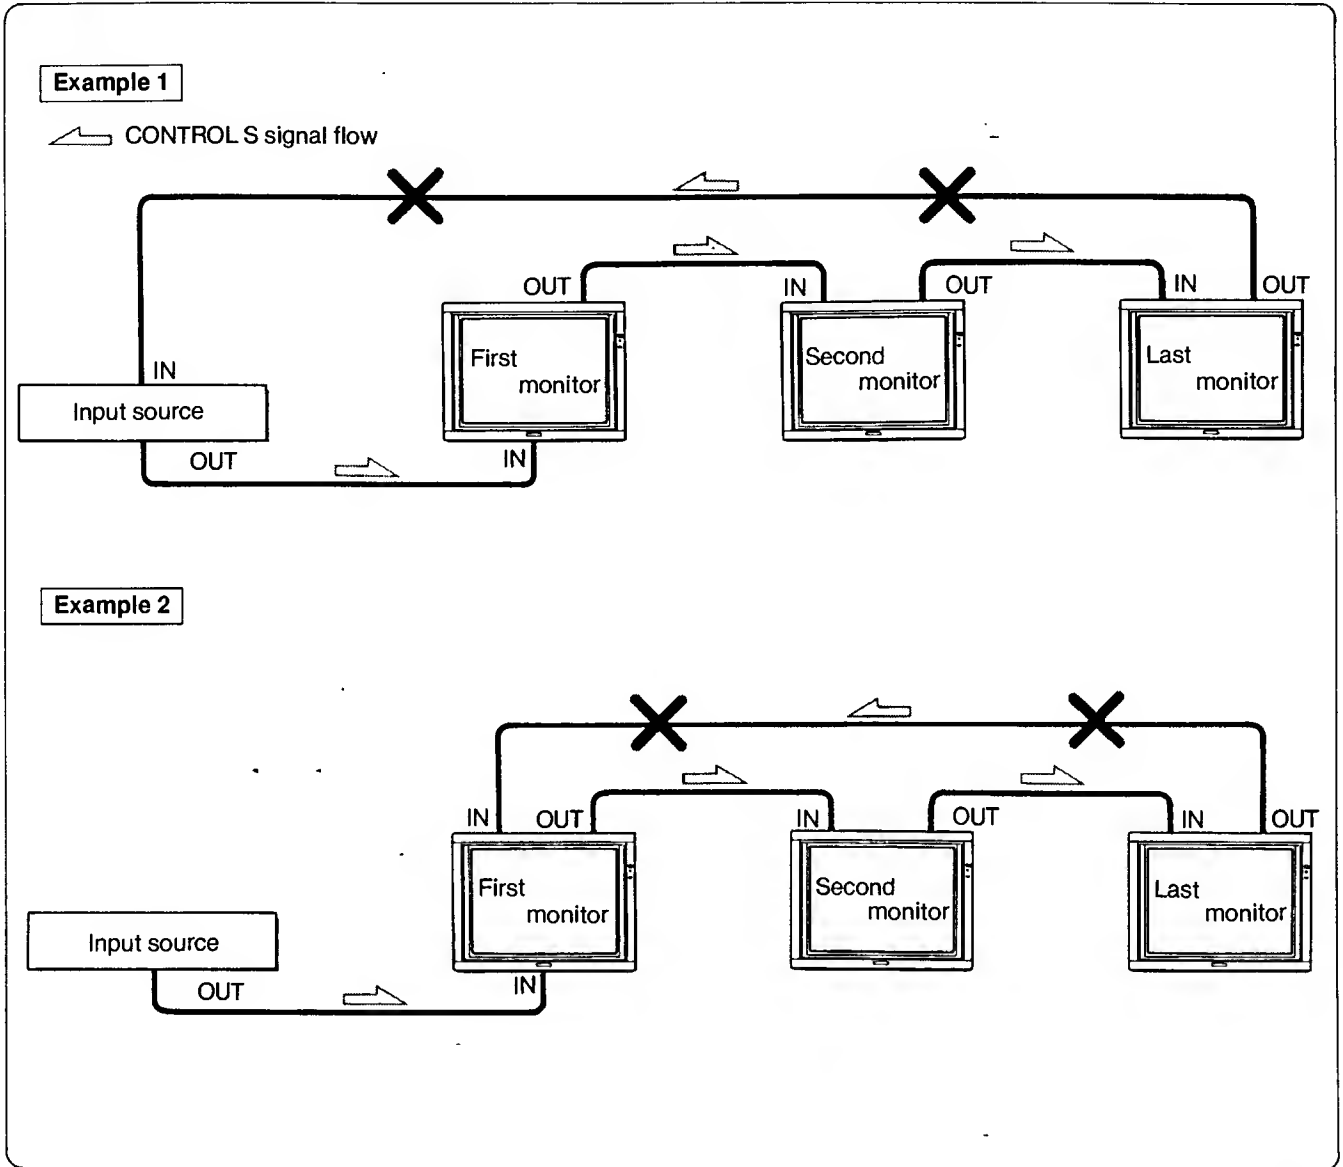 Example 1
CONTROL S signal flow
OUT
IN
OUT
IN
OUT
First
monitor
Second
monitor
Last
monitor
IN
Input source
OUT
IN
Example 2
IN
OUT
IN
OUT
IN
OUT
First
monitor
Second
monitor
Last
monitor
Input source
OUT
IN